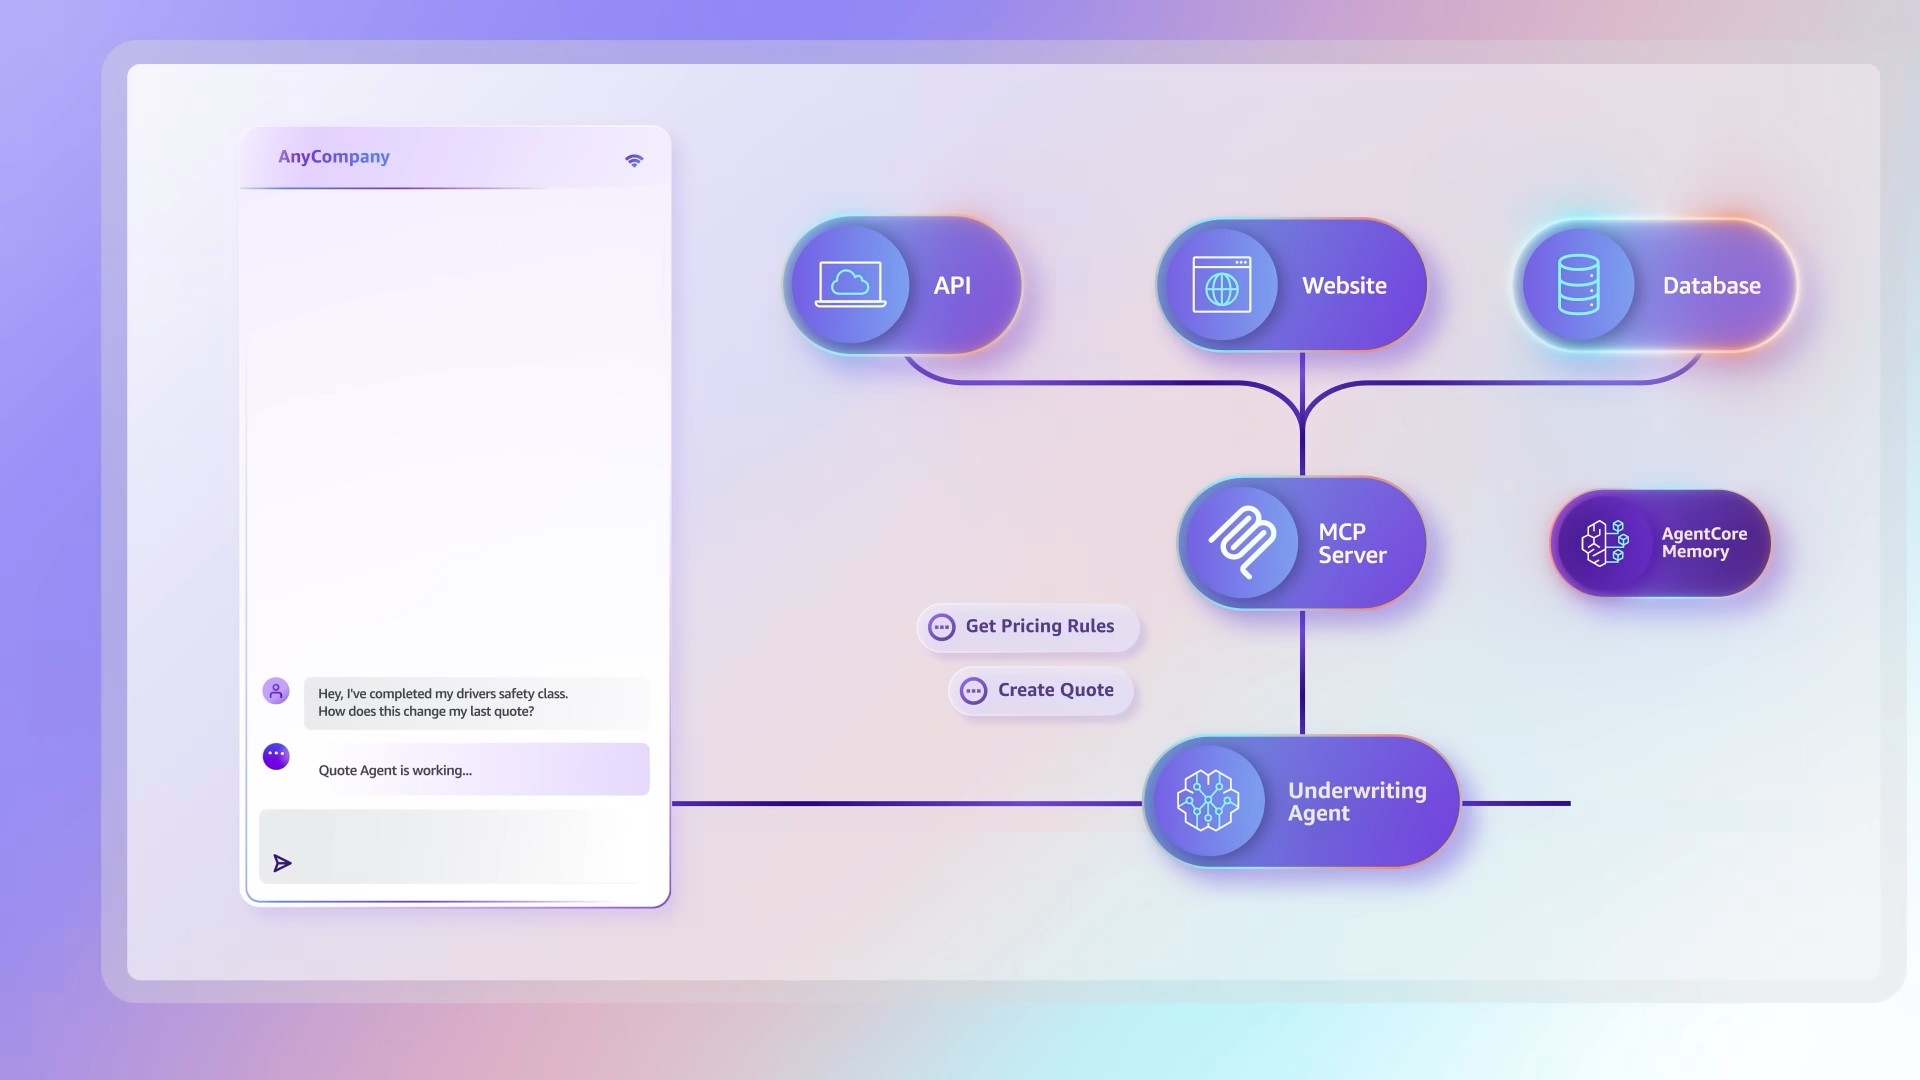 AnyCompany
Hey, I've completed my drivers safety class.
How does this change my last quote?
Quote Agent is working...
API
Website
Database
MCP
Server
AgentCore
Memory
Get Pricing Rules
Create Quote
Underwriting
Agent